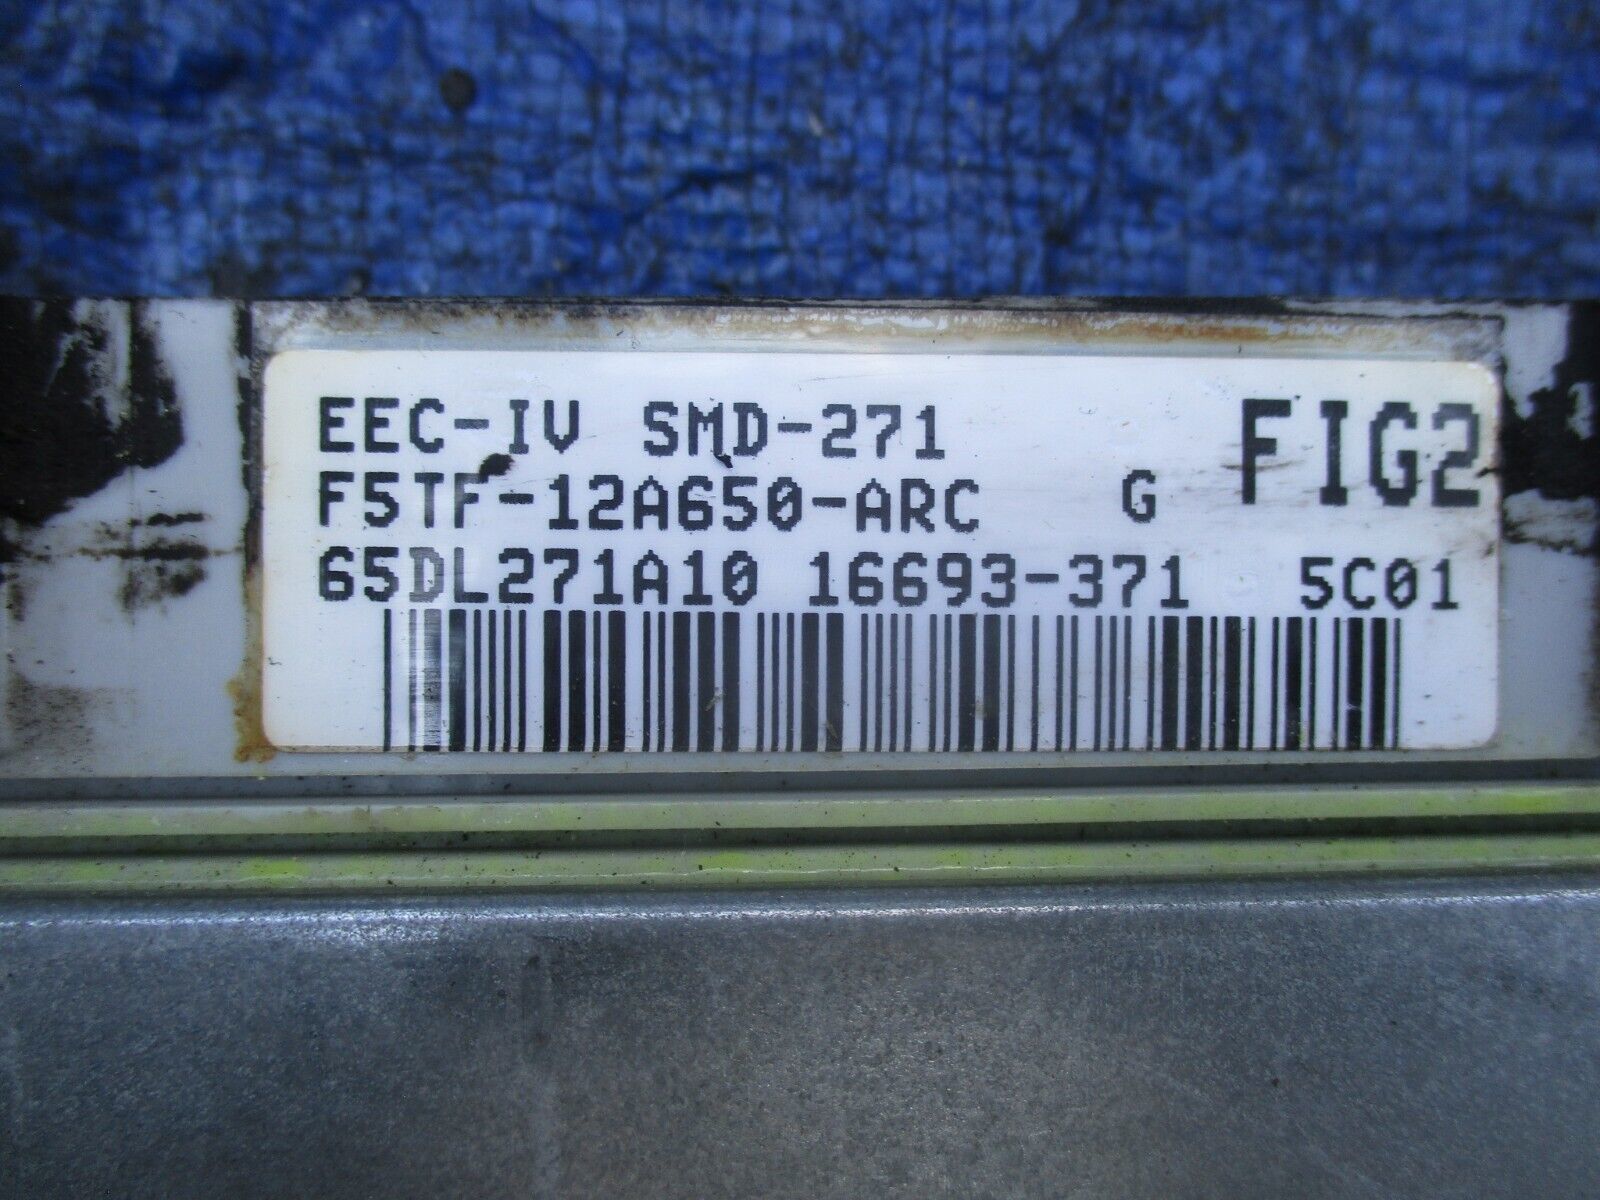 EEC-IV SMD-271 FIG2
F5TF-12A650-ARC G
65DL271A10 16693-371 5C01